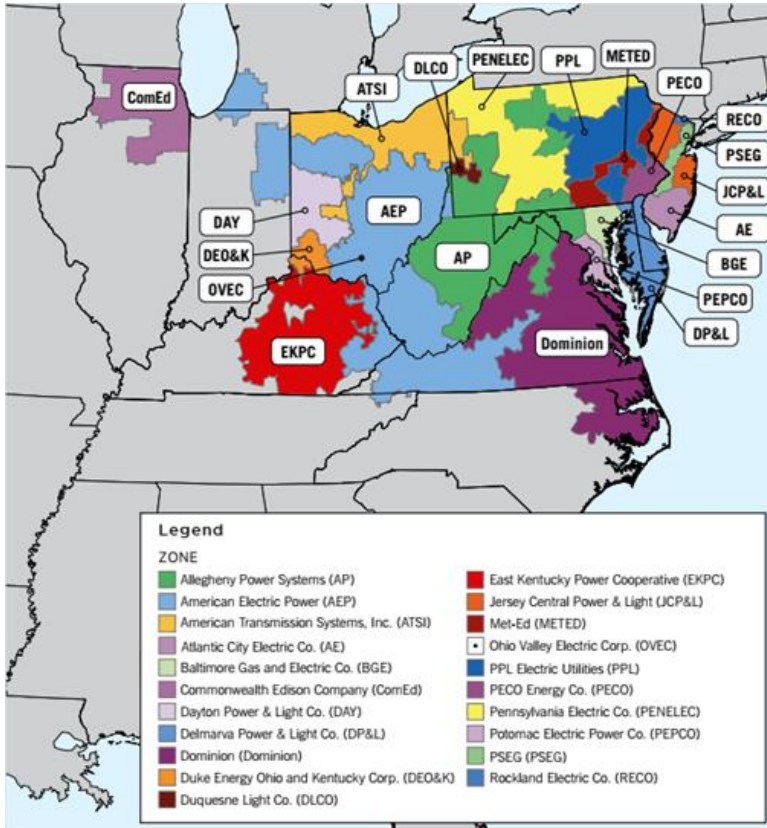 PENELEC
PPL
METED
DLCO
PECO
ATSI
ComEd
RECO
PSEG
JCP&L
DAY
AEP
AE
DEO&K
AP
BGE
OVEC
PEPCO
Dominion
DP&L
EKPC
Legend
ZONE
Allegheny Power Systems (AP)
American Electric Power (AEP)
American Transmission Systems, Inc. (ATSI)
Atlantic City Electric Co. (AE)
Baltimore Gas and Electric Co. (BGE)
Commonwealth Edison Company (ComEd)
Dayton Power & Light Co. (DAY)
Delmarva Power & Light Co. (DP&L)
Dominion (Dominion)
Duke Energy Ohio and Kentucky Corp. (DEO&K)
Duquesne Light Co. (DLCO)
East Kentucky Power Cooperative (EKPC)
Jersey Central Power & Light (JCP&L)
Met-Ed (METED)
Ohio Valley Electric Corp. (OVEC)
PPL Electric Utilities (PPL)
PECO Energy Co. (PECO)
Pennsylvania Electric Co. (PENELEC)
Potomac Electric Power Co. (PEPCO)
PSEG (PSEG)
Rockland Electric Co. (RECO)